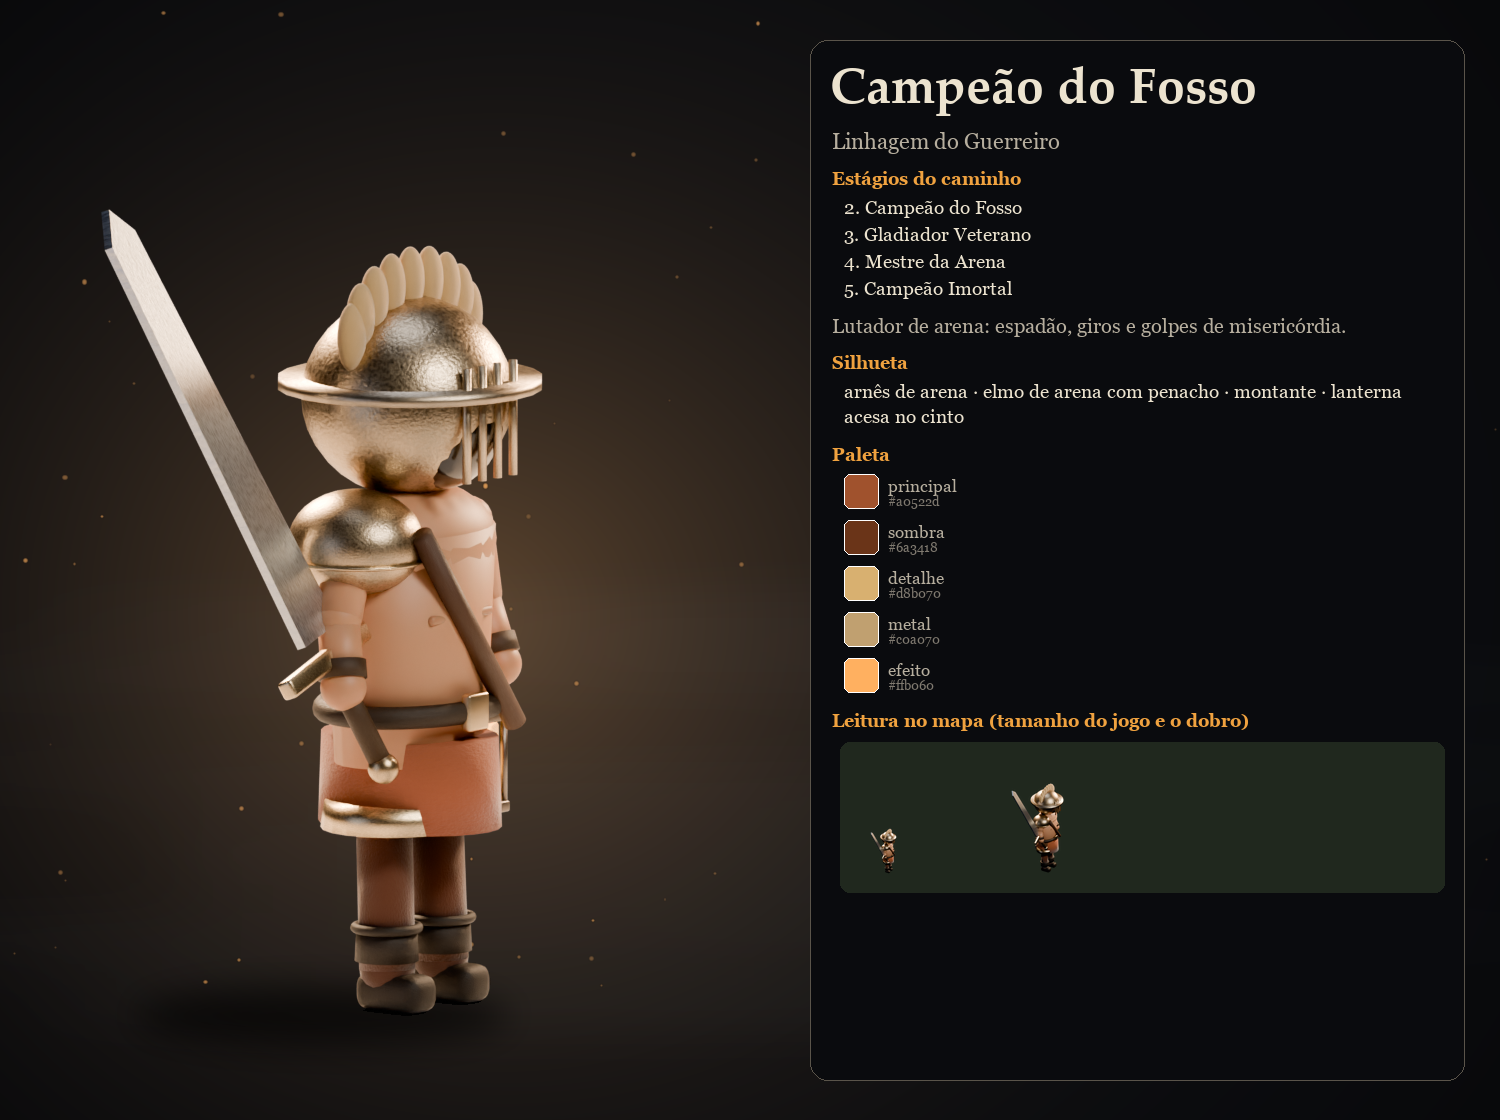 Campeão do Fosso
Linhagem do Guerreiro
Estágios do caminho
2. Campeão do Fosso
3. Gladiador Veterano
4. Mestre da Arena
5. Campeão Imortal
Lutador de arena: espadão, giros e golpes de misericórdia.
Silhueta
arnês de arena · elmo de arena com penacho · montante · lanterna
acesa no cinto
Paleta
principal
#a0522d
sombra
#6a3418
detalhe
#d8b070
metal
#c0a070
efeito
#ffb060
Leitura no mapa (tamanho do jogo e o dobro)